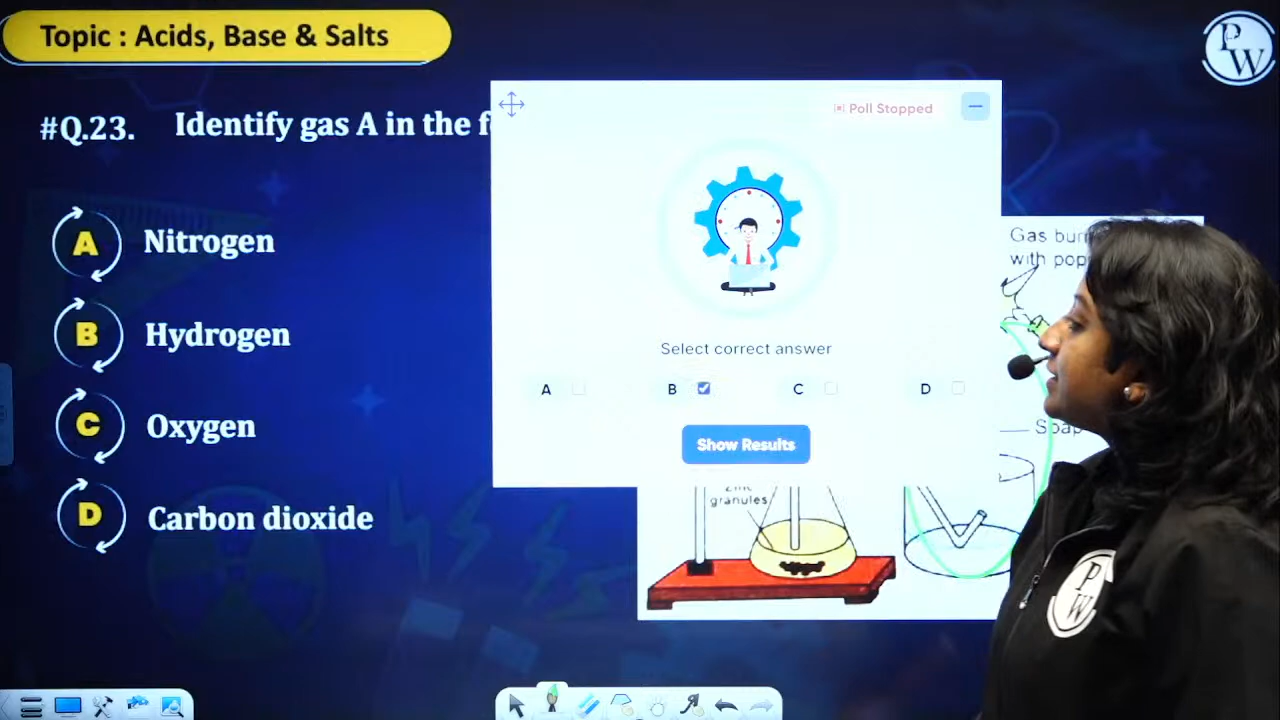 Topic : Acids, Base & Salts
P
W
#Q.23. Identify gas A in the f
Poll Stopped
A Nitrogen
B Hydrogen
C Oxygen
D Carbon dioxide
Select correct answer
A B C D
Show Results
Gas bur
with pop
Soap
Zinc
granules
P
W